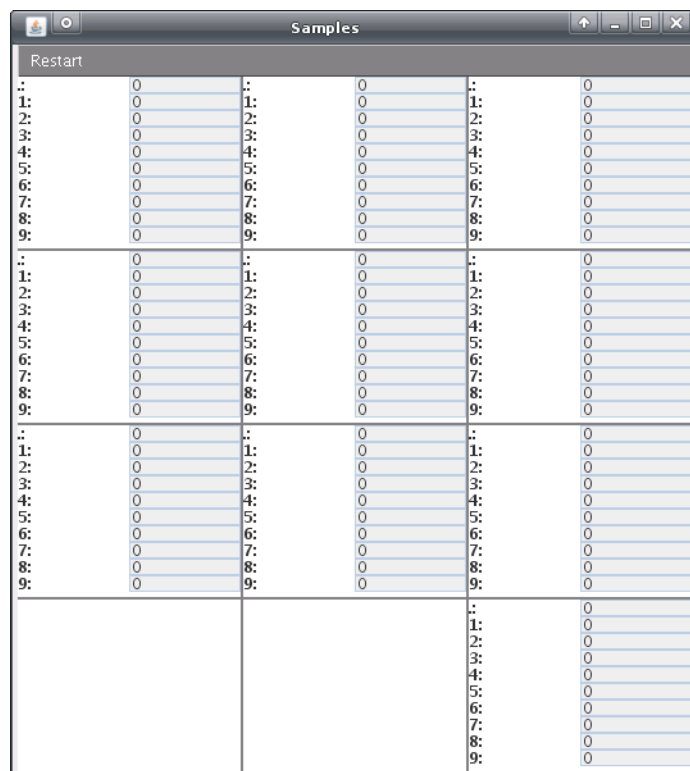 Samples
Restart
.: 0 .: 0 .: 0
1: 0 1: 0 1: 0
2: 0 2: 0 2: 0
3: 0 3: 0 3: 0
4: 0 4: 0 4: 0
5: 0 5: 0 5: 0
6: 0 6: 0 6: 0
7: 0 7: 0 7: 0
8: 0 8: 0 8: 0
9: 0 9: 0 9: 0
.: 0 .: 0 .: 0
1: 0 1: 0 1: 0
2: 0 2: 0 2: 0
3: 0 3: 0 3: 0
4: 0 4: 0 4: 0
5: 0 5: 0 5: 0
6: 0 6: 0 6: 0
7: 0 7: 0 7: 0
8: 0 8: 0 8: 0
9: 0 9: 0 9: 0
.: 0 .: 0 .: 0
1: 0 1: 0 1: 0
2: 0 2: 0 2: 0
3: 0 3: 0 3: 0
4: 0 4: 0 4: 0
5: 0 5: 0 5: 0
6: 0 6: 0 6: 0
7: 0 7: 0 7: 0
8: 0 8: 0 8: 0
9: 0 9: 0 9: 0
.: 0
1: 0
2: 0
3: 0
4: 0
5: 0
6: 0
7: 0
8: 0
9: 0